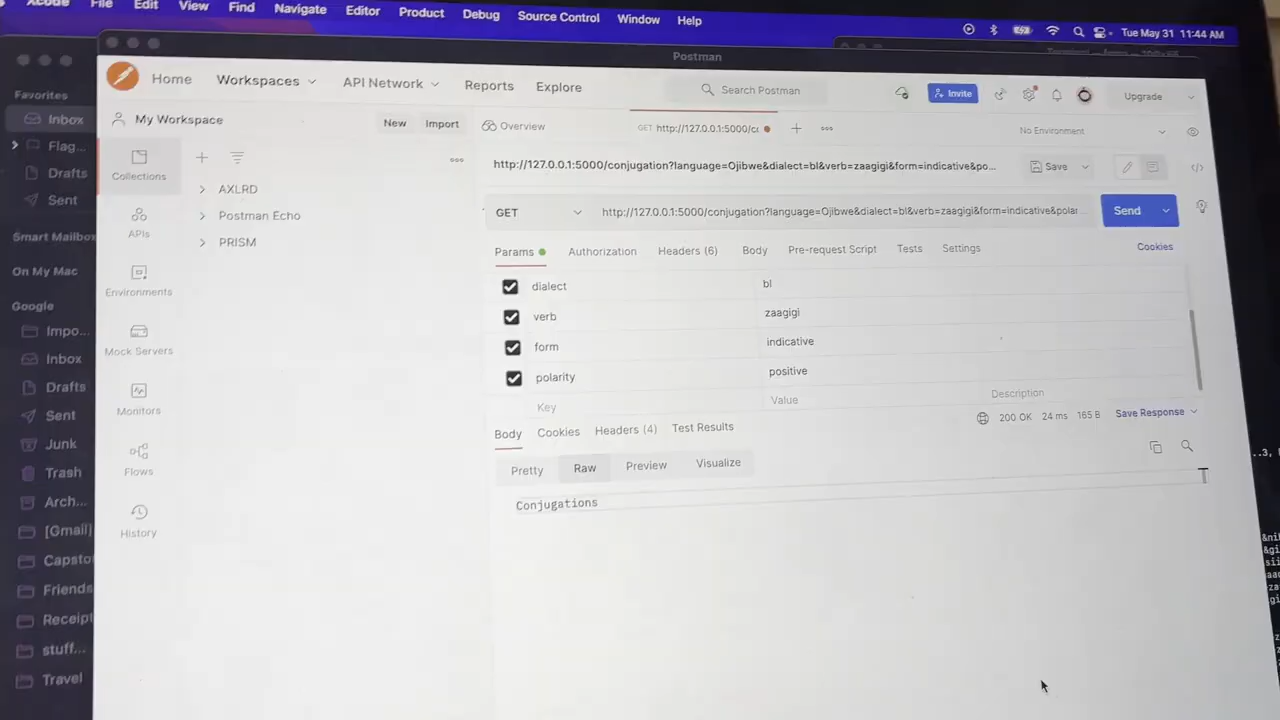 Xcode File Edit View Find Navigate Editor Product Debug Source Control Window Help
Tue May 31 11:44 AM
Postman
Home Workspaces API Network Reports Explore
Search Postman
Invite
Upgrade
My Workspace
New Import
Overview
GET http://127.0.0.1:5000/c
No Environment
http://127.0.0.1:5000/conjugation?language=Ojibwe&dialect=bl&verb=zaagigi&form=indicative&po...
Save
GET
http://127.0.0.1:5000/conjugation?language=Ojibwe&dialect=bl&verb=zaagigi&form=indicative&polar
Send
Params Authorization Headers (6) Body Pre-request Script Tests Settings
Cookies
dialect bl
verb zaagigi
form indicative
polarity positive
Key Value Description
Body Cookies Headers (4) Test Results
200 OK 24 ms 165 B Save Response
Pretty Raw Preview Visualize
Conjugations
Collections
APIs
Environments
Mock Servers
Monitors
Flows
History
AXLRD
Postman Echo
PRISM
Favorites
Inbox
Flag...
Drafts
Sent
Smart Mailbox
On My Mac
Google
Impo...
Inbox
Drafts
Sent
Junk
Trash
Arch...
[Gmail]
Capsto
Friends
Receipt
stuff...
Travel